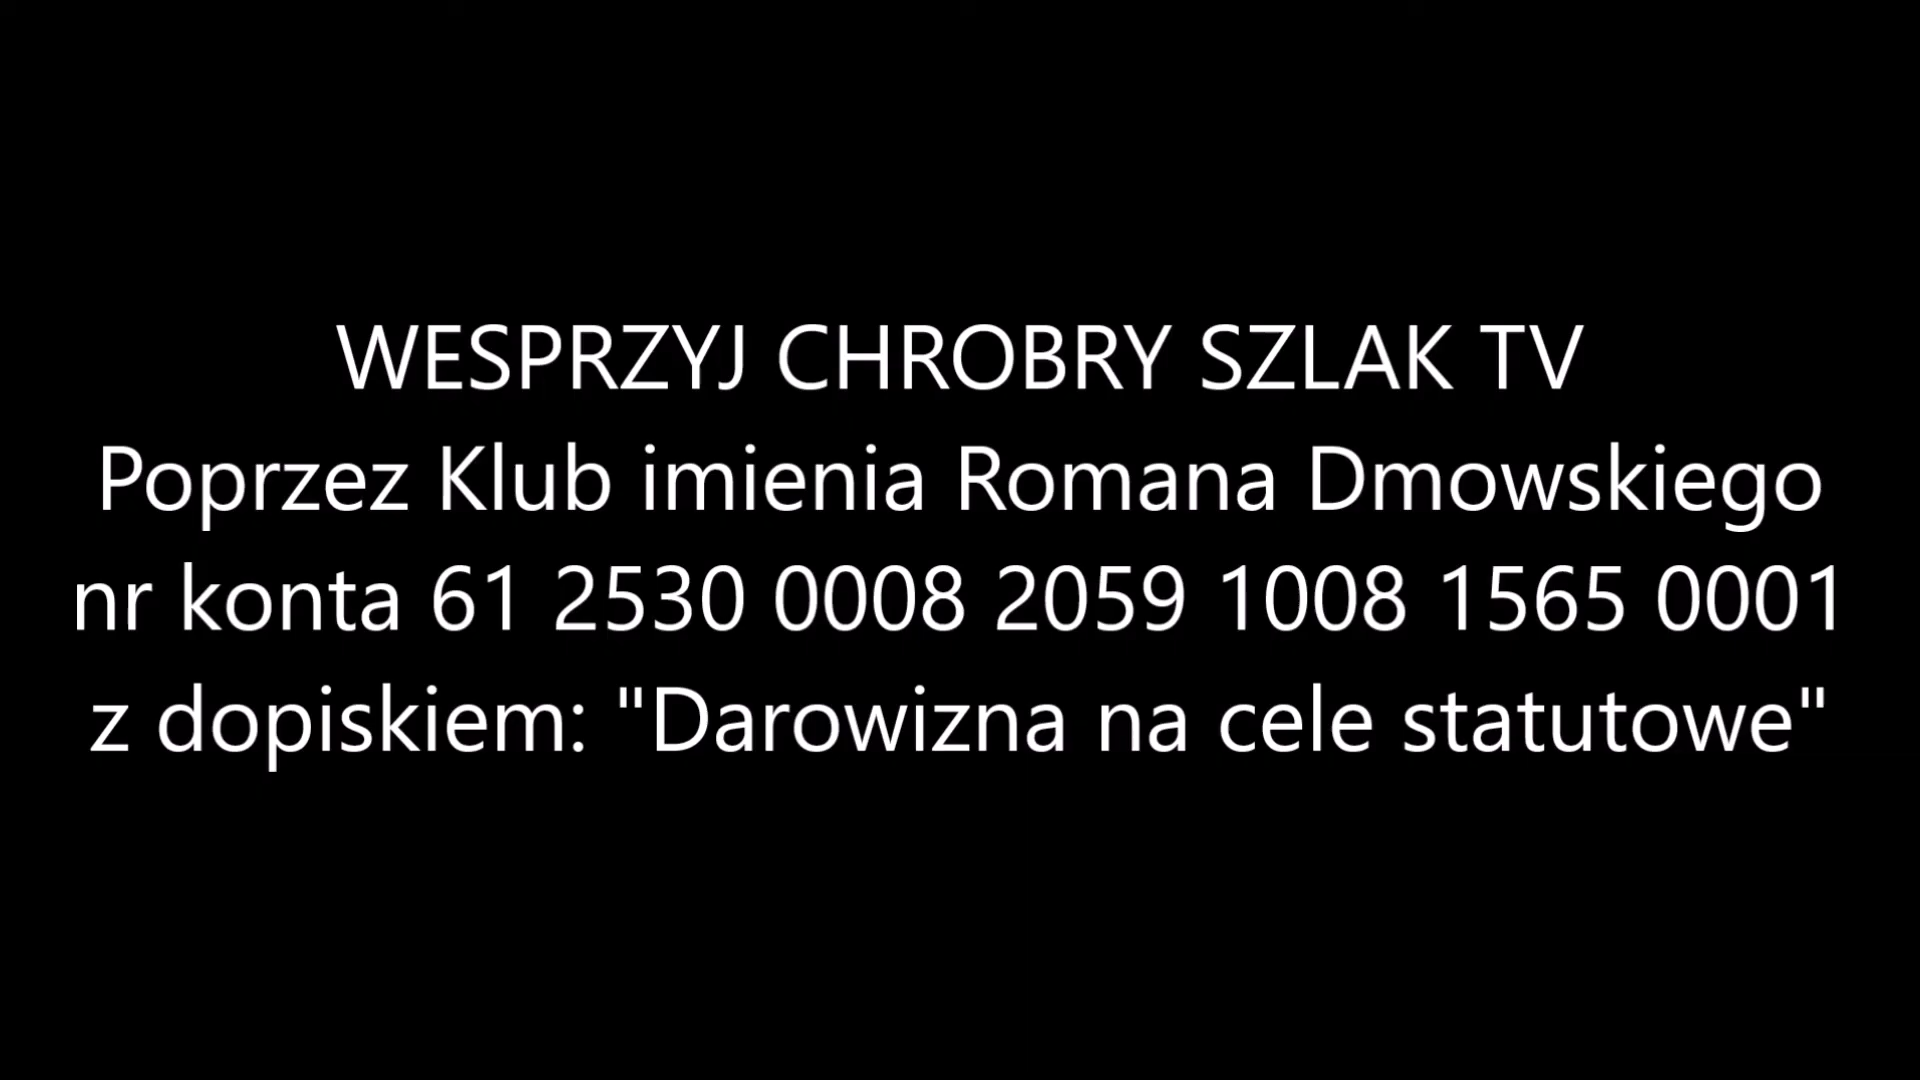 WESPRZYJ CHROBRY SZLAK TV
Poprzez Klub imienia Romana Dmowskiego
nr konta 61 2530 0008 2059 1008 1565 0001
z dopiskiem: "Darowizna na cele statutowe"